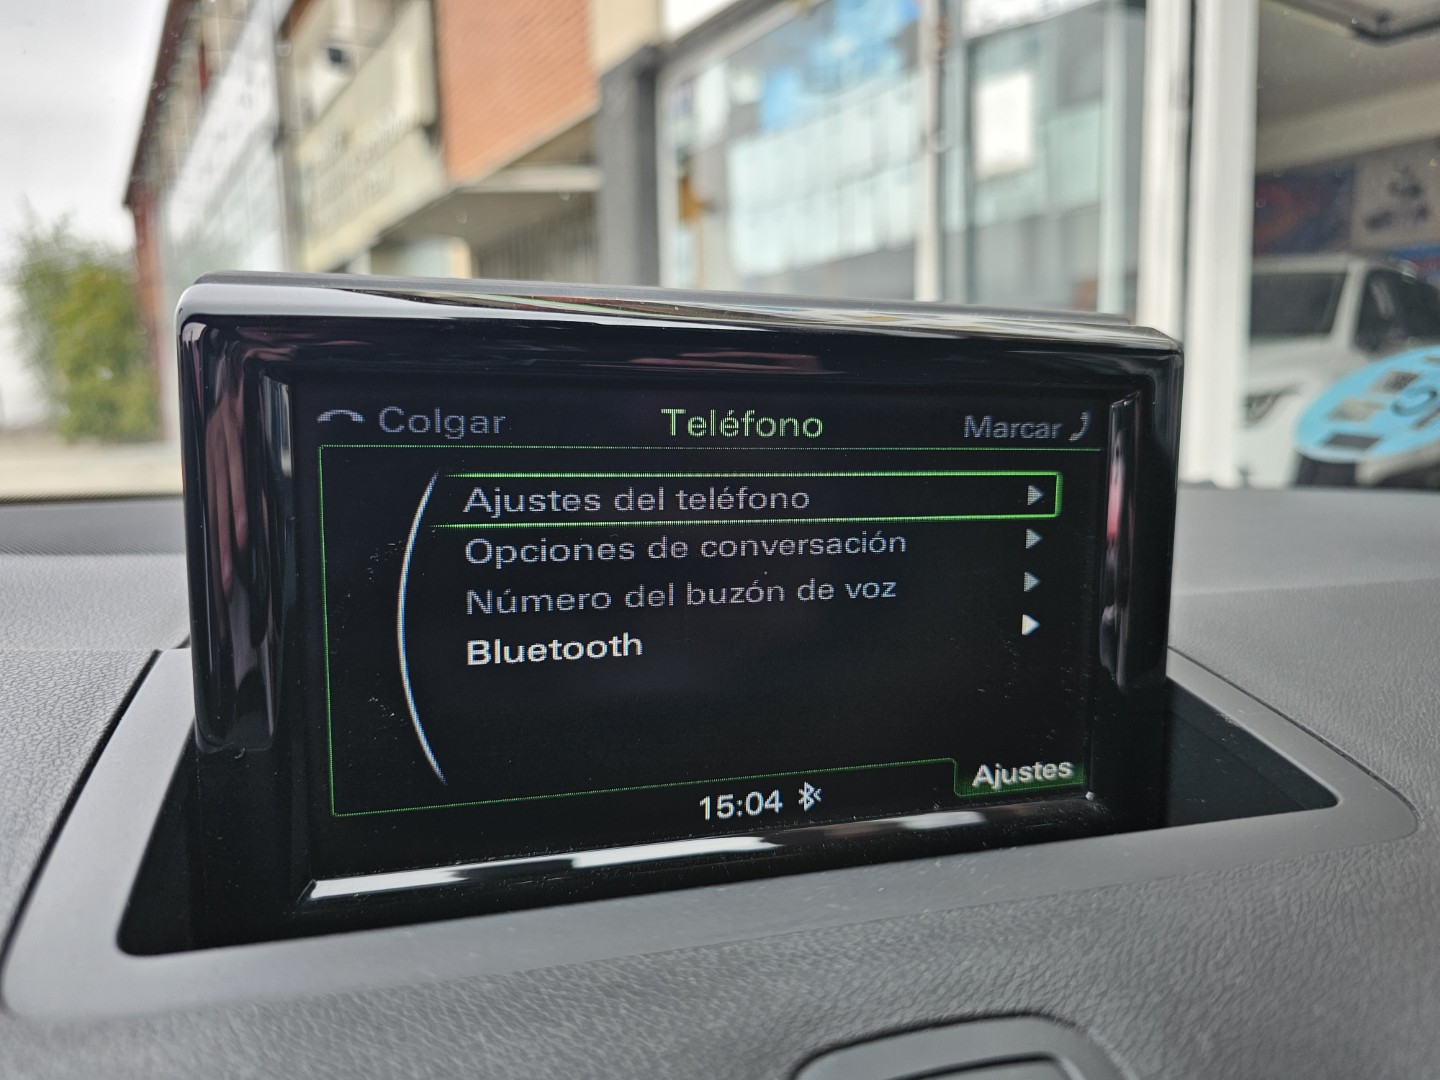 Colgar
Teléfono
Marcar
Ajustes del teléfono
Opciones de conversación
Número del buzón de voz
Bluetooth
Ajustes
15:04